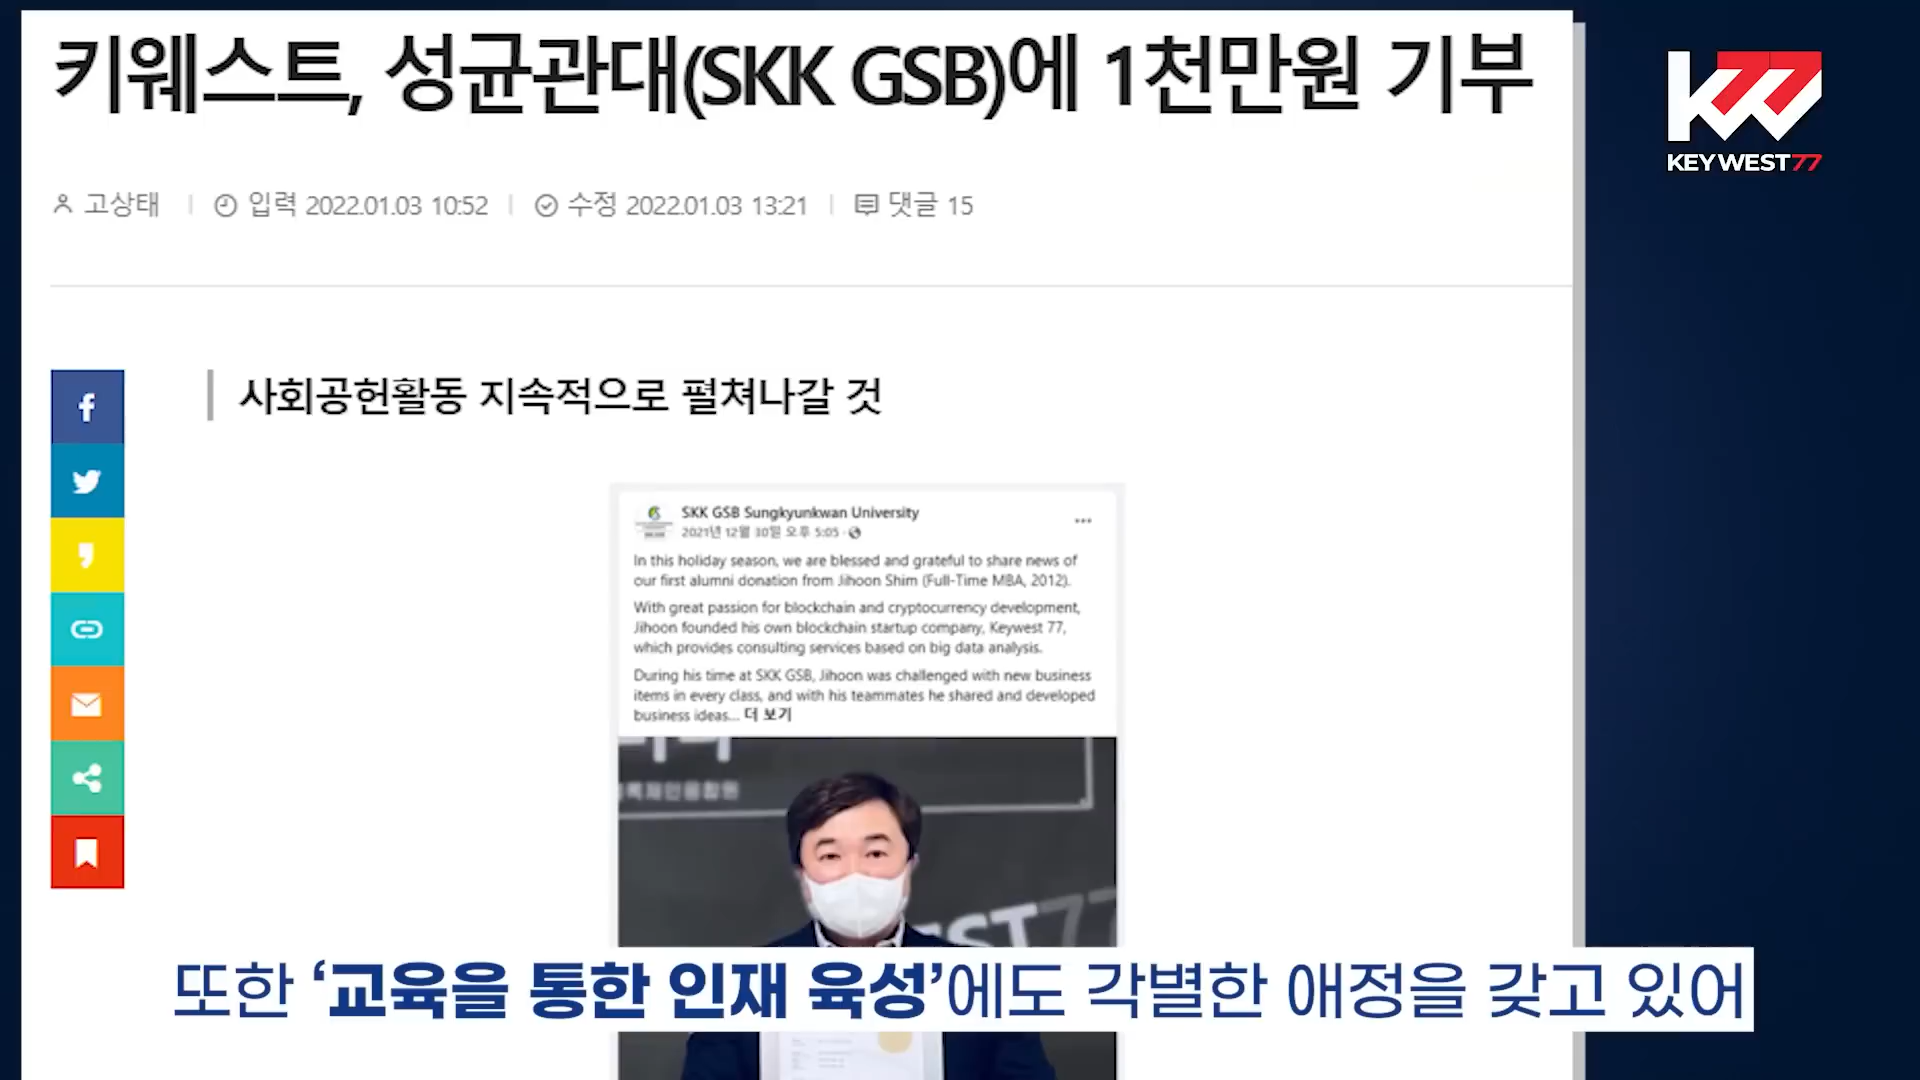 키웨스트, 성균관대(SKK GSB)에 1천만원 기부
KEYWEST77
고상태 입력 2022.01.03 10:52 수정 2022.01.03 13:21 댓글 15
사회공헌활동 지속적으로 펼쳐나갈 것
SKK GSB Sungkyunkwan University
2021년 12월 30일 오후 5:05
In this holiday season, we are blessed and grateful to share news of
our first alumni donation from Jihoon Shim (Full-Time MBA, 2012).
With great passion for blockchain and cryptocurrency development,
Jihoon founded his own blockchain startup company, Keywest 77,
which provides consulting services based on big data analysis.
During his time at SKK GSB, Jihoon was challenged with new business
items in every class, and with his teammates he shared and developed
business ideas... 더 보기
또한 ‘교육을 통한 인재 육성’에도 각별한 애정을 갖고 있어